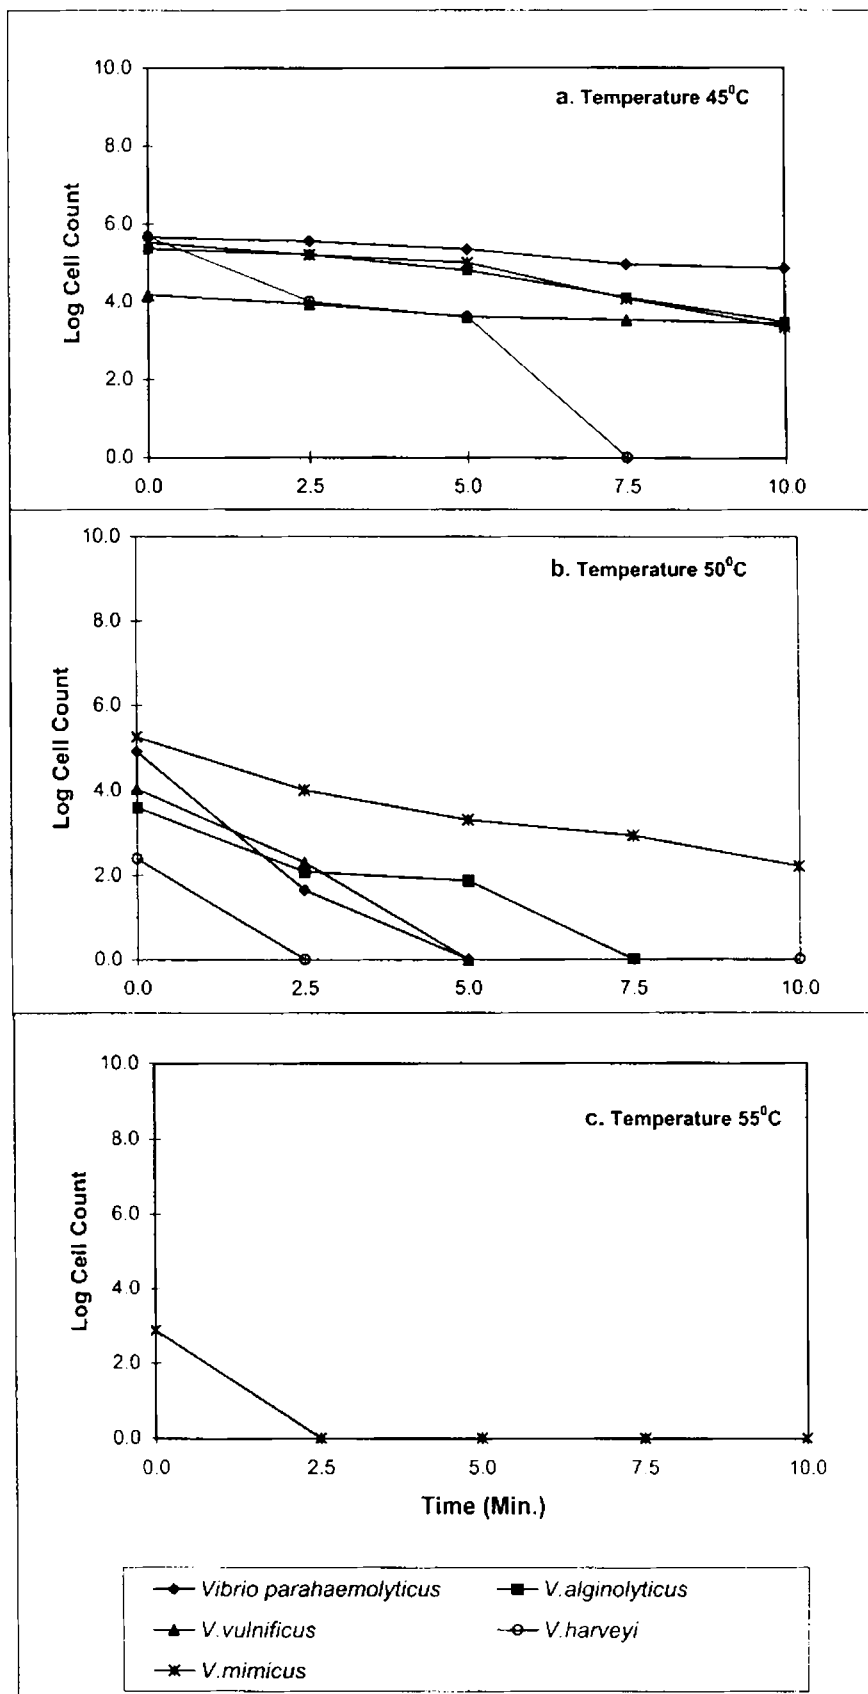 a. Temperature 45⁰C
10.0
8.0
6.0
4.0
2.0
0.0
Log Cell Count
0.0 2.5 5.0 7.5 10.0
b. Temperature 50⁰C
10.0
8.0
6.0
4.0
2.0
0.0
Log Cell Count
0.0 2.5 5.0 7.5 10.0
c. Temperature 55⁰C
10.0
8.0
6.0
4.0
2.0
0.0
Log Cell Count
0.0 2.5 5.0 7.5 10.0
Time (Min.)
Vibrio parahaemolyticus V.alginolyticus
V.vulnificus V.harveyi
V.mimicus